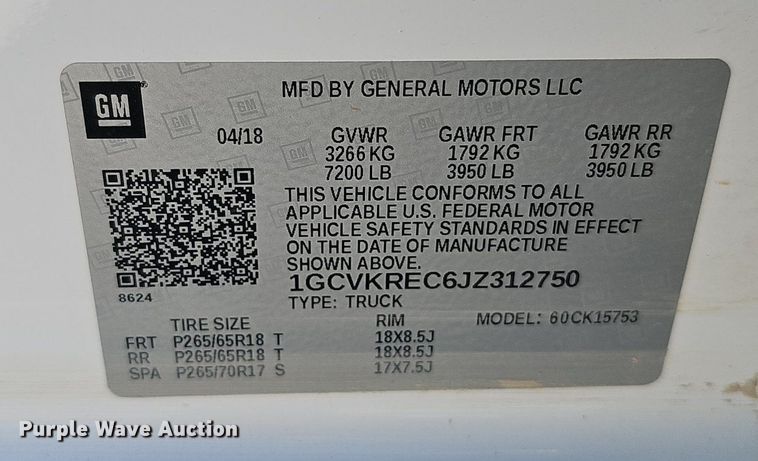 GM
MFD BY GENERAL MOTORS LLC
04/18 GVWR GAWR FRT GAWR RR
3266 KG 1792 KG 1792 KG
7200 LB 3950 LB 3950 LB
THIS VEHICLE CONFORMS TO ALL
APPLICABLE U.S. FEDERAL MOTOR
VEHICLE SAFETY STANDARDS IN EFFECT
ON THE DATE OF MANUFACTURE
SHOWN ABOVE.
8624
1GCVKREC6JZ312750
TYPE: TRUCK
TIRE SIZE RIM MODEL: 60CK15753
FRT P265/65R18 T 18X8.5J
RR P265/65R18 T 18X8.5J
SPA P265/70R17 S 17X7.5J
Purple Wave Auction